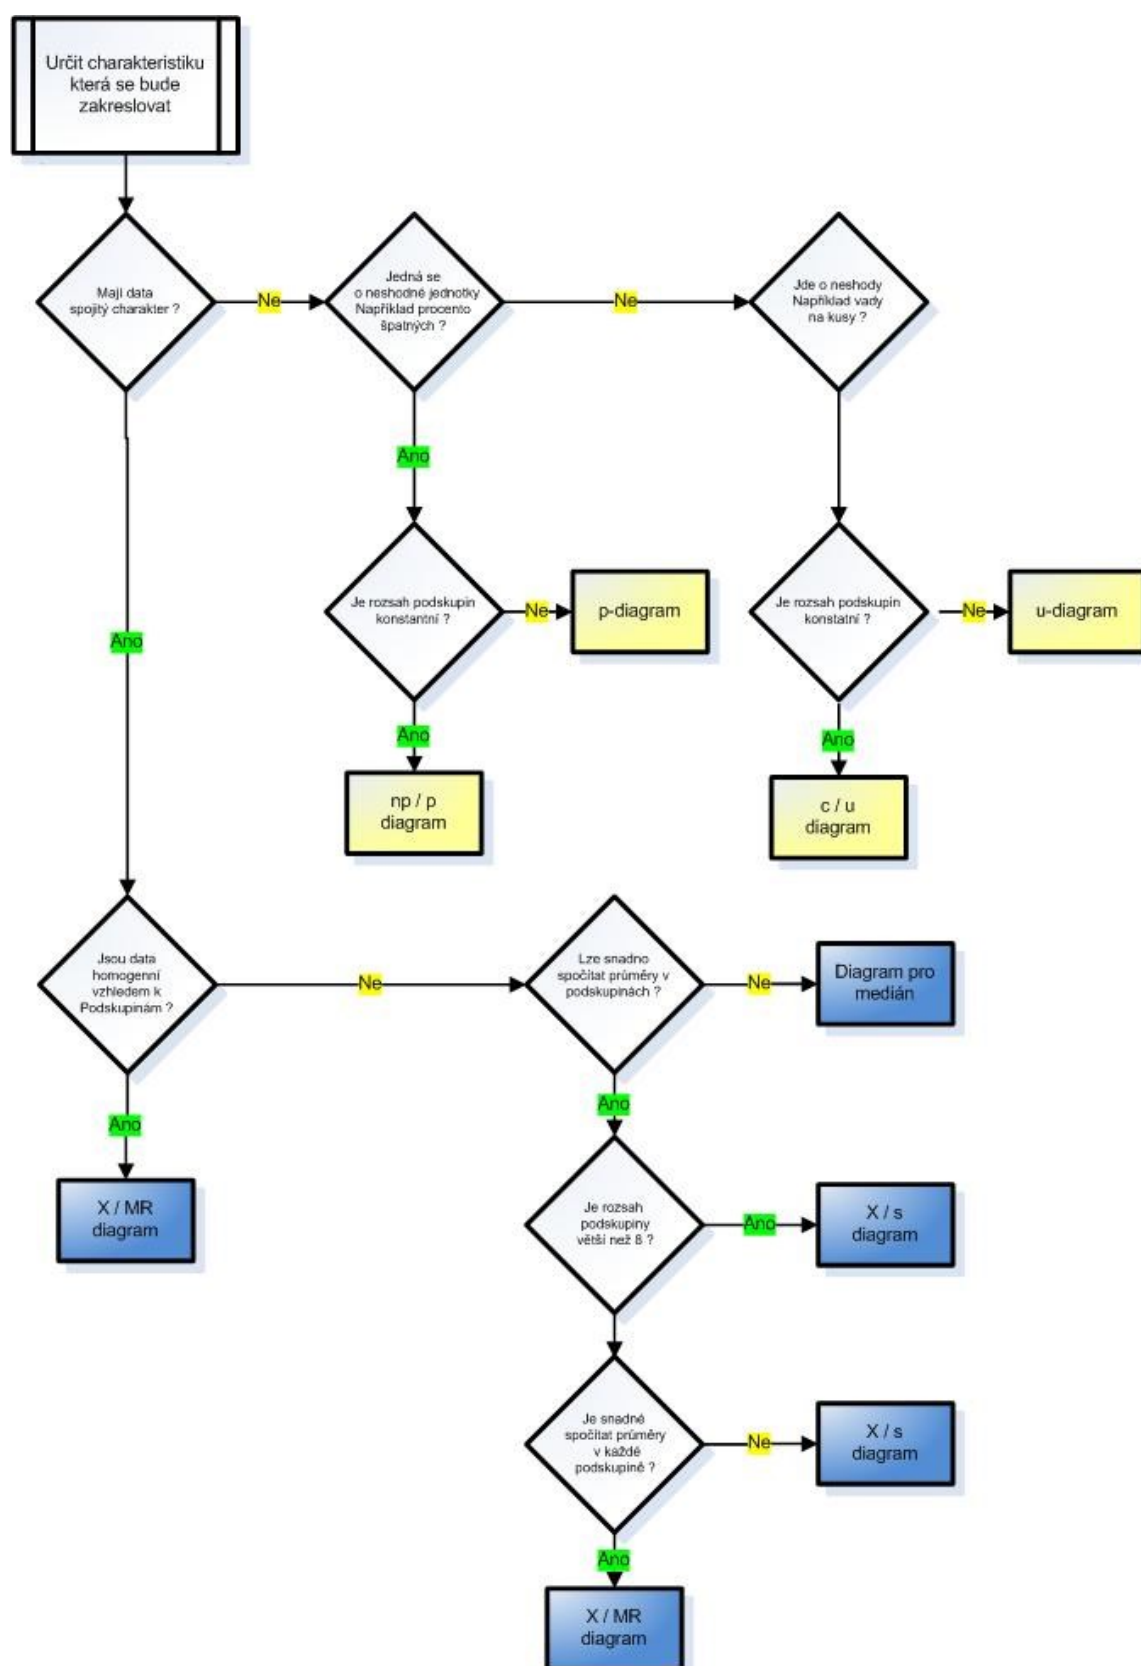 Určit charakteristiku
která se bude
zakreslovat
Mají data
spojitý charakter ?
Ne
Jedná se
o neshodné jednotky
Například procento
špatných ?
Ne
Jde o neshody
Například vady
na kusy ?
Ano
Ano
Je rozsah podskupin
konstantní ?
Ne
p-diagram
Je rozsah podskupin
konstatní ?
Ne
u-diagram
Ano
np / p
diagram
Ano
c / u
diagram
Jsou data
homogenní
vzhledem k
Podskupinám ?
Ne
Lze snadno
spočítat průměry v
podskupinách ?
Ne
Diagram pro
medián
Ano
X / MR
diagram
Ano
Je rozsah
podskupiny
větší než 8 ?
Ano
X / s
diagram
Je snadné
spočítat průměry
v každé
podskupině ?
Ne
X / s
diagram
Ano
X / MR
diagram